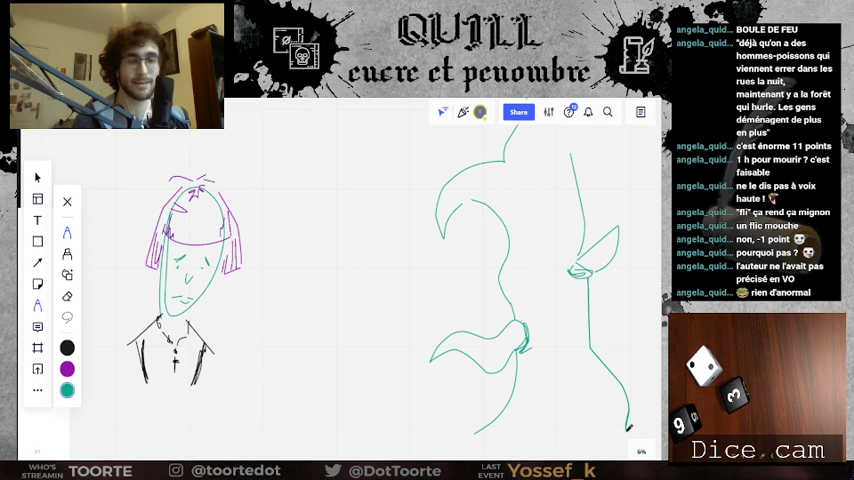 QUILL
encre et penombre
Share
10
T
6%
angela_quid... BOULE DE FEU
angela_quid... "déjà qu'on a des
hommes-poissons qui
viennent errer dans les
rues la nuit,
maintenant y a la forêt
qui hurle. Les gens
déménagent de plus
en plus"
angela_quid... c'est énorme 11 points
angela_quid... 1 h pour mourir ? c'est
faisable
angela_quid... ne le dis pas à voix
haute !
angela_quid... "fli" ça rend ça mignon
angela_quid... un flic mouche
angela_quid... non, -1 point
angela_quid... pourquoi pas ?
angela_quid... l'auteur ne l'avait pas
précisé en VO
angela_quid... rien d'anormal
3
9
Dice.cam
WHO'S
STREAMIN
TOORTE
@toortedot
@DotToorte
LAST
EVENT
Yossef_k